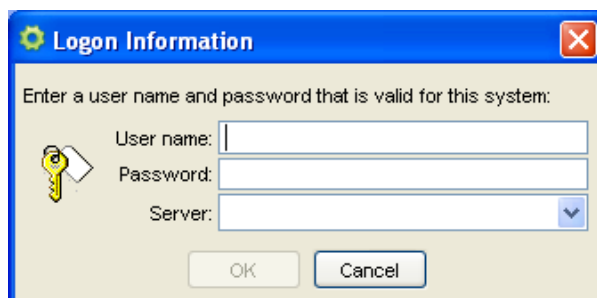 Logon Information
Enter a user name and password that is valid for this system:
User name:
Password:
Server:
OK Cancel